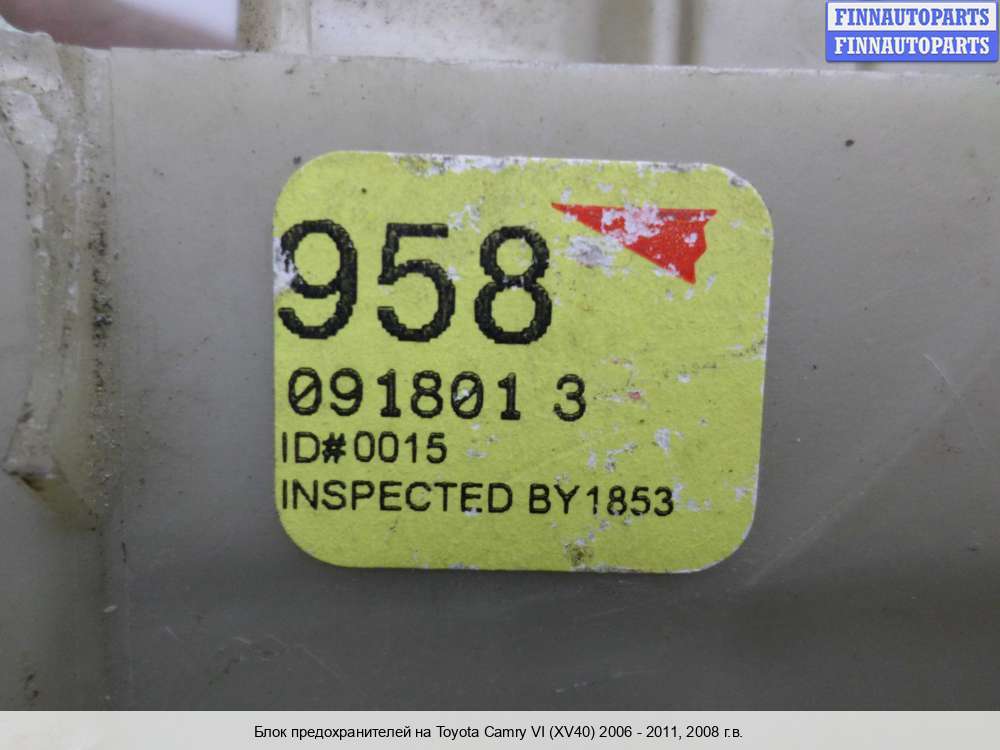 FINNAUTOPARTS
FINNAUTOPARTS
958
091801 3
ID#0015
INSPECTED BY1853
Блок предохранителей на Toyota Camry VI (XV40) 2006 - 2011, 2008 г.в.